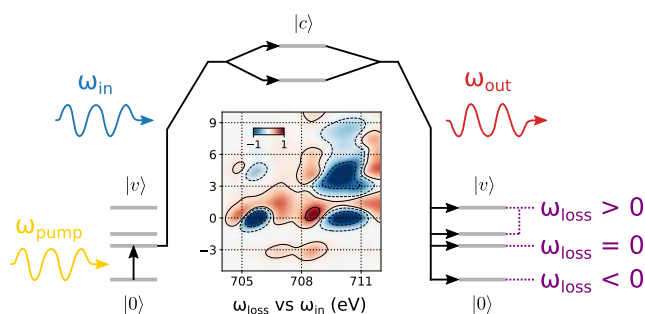 |c⟩
ω_in
ω_out
−1 1
9
6
3
0
−3
705 708 711
ω_loss vs ω_in (eV)
|v⟩
ω_pump
|0⟩
|v⟩
|0⟩
ω_loss > 0
ω_loss = 0
ω_loss < 0